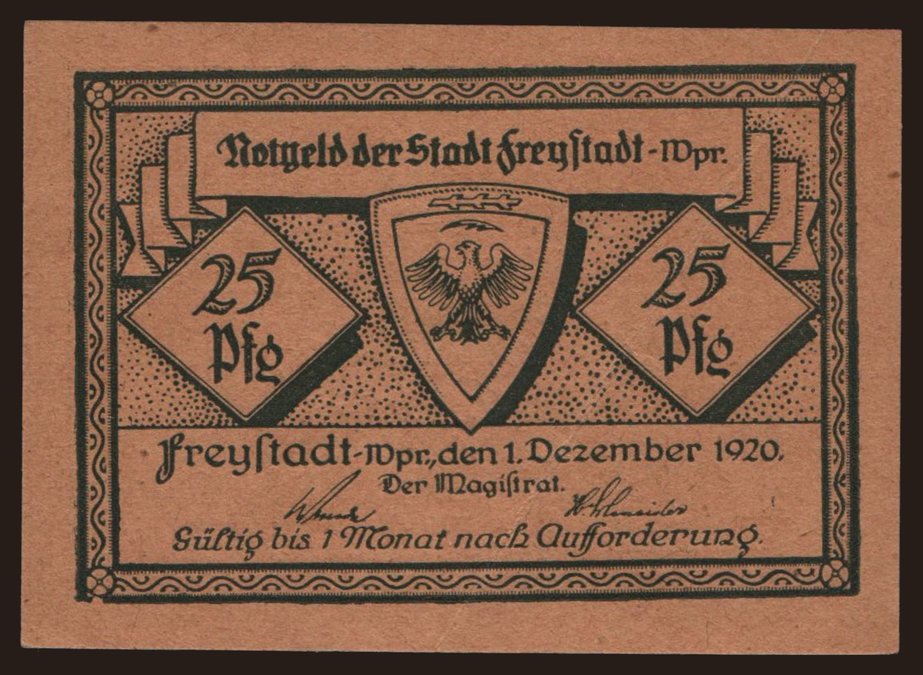 Notgeld der Stadt Freystadt-Wpr.
25
Pfg
25
Pfg
Freystadt-Wpr., den 1. Dezember 1920.
Der Magistrat.
Gültig bis 1 Monat nach Aufforderung.